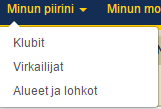 Minun piirini Minun mo
Klubit
Virkailijat
Alueet ja lohkot